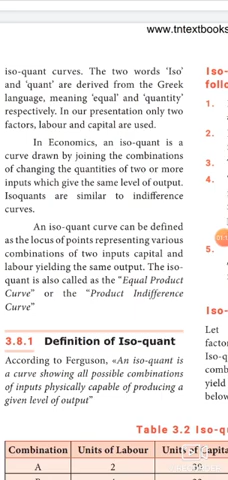 www.tntextbooks
iso-quant curves. The two words 'Iso'
and 'quant' are derived from the Greek
language, meaning 'equal' and 'quantity'
respectively. In our presentation only two
factors, labour and capital are used.
In Economics, an iso-quant is a
curve drawn by joining the combinations
of changing the quantities of two or more
inputs which give the same level of output.
Isoquants are similar to indifference
curves.
An iso-quant curve can be defined
as the locus of points representing various
combinations of two inputs capital and
labour yielding the same output. The iso-
quant is also called as the "Equal Product
Curve" or the "Product Indifference
Curve"
3.8.1 Definition of Iso-quant
According to Ferguson, «An iso-quant is
a curve showing all possible combinations
of inputs physically capable of producing a
given level of output"
Iso-
follo
1.
2.
3.
4.
5.
Iso-
Let
factor
Iso-q
comb
yield
below
Table 3.2 Iso-q
Combination Units of Labour Units of Capita
A 2 39